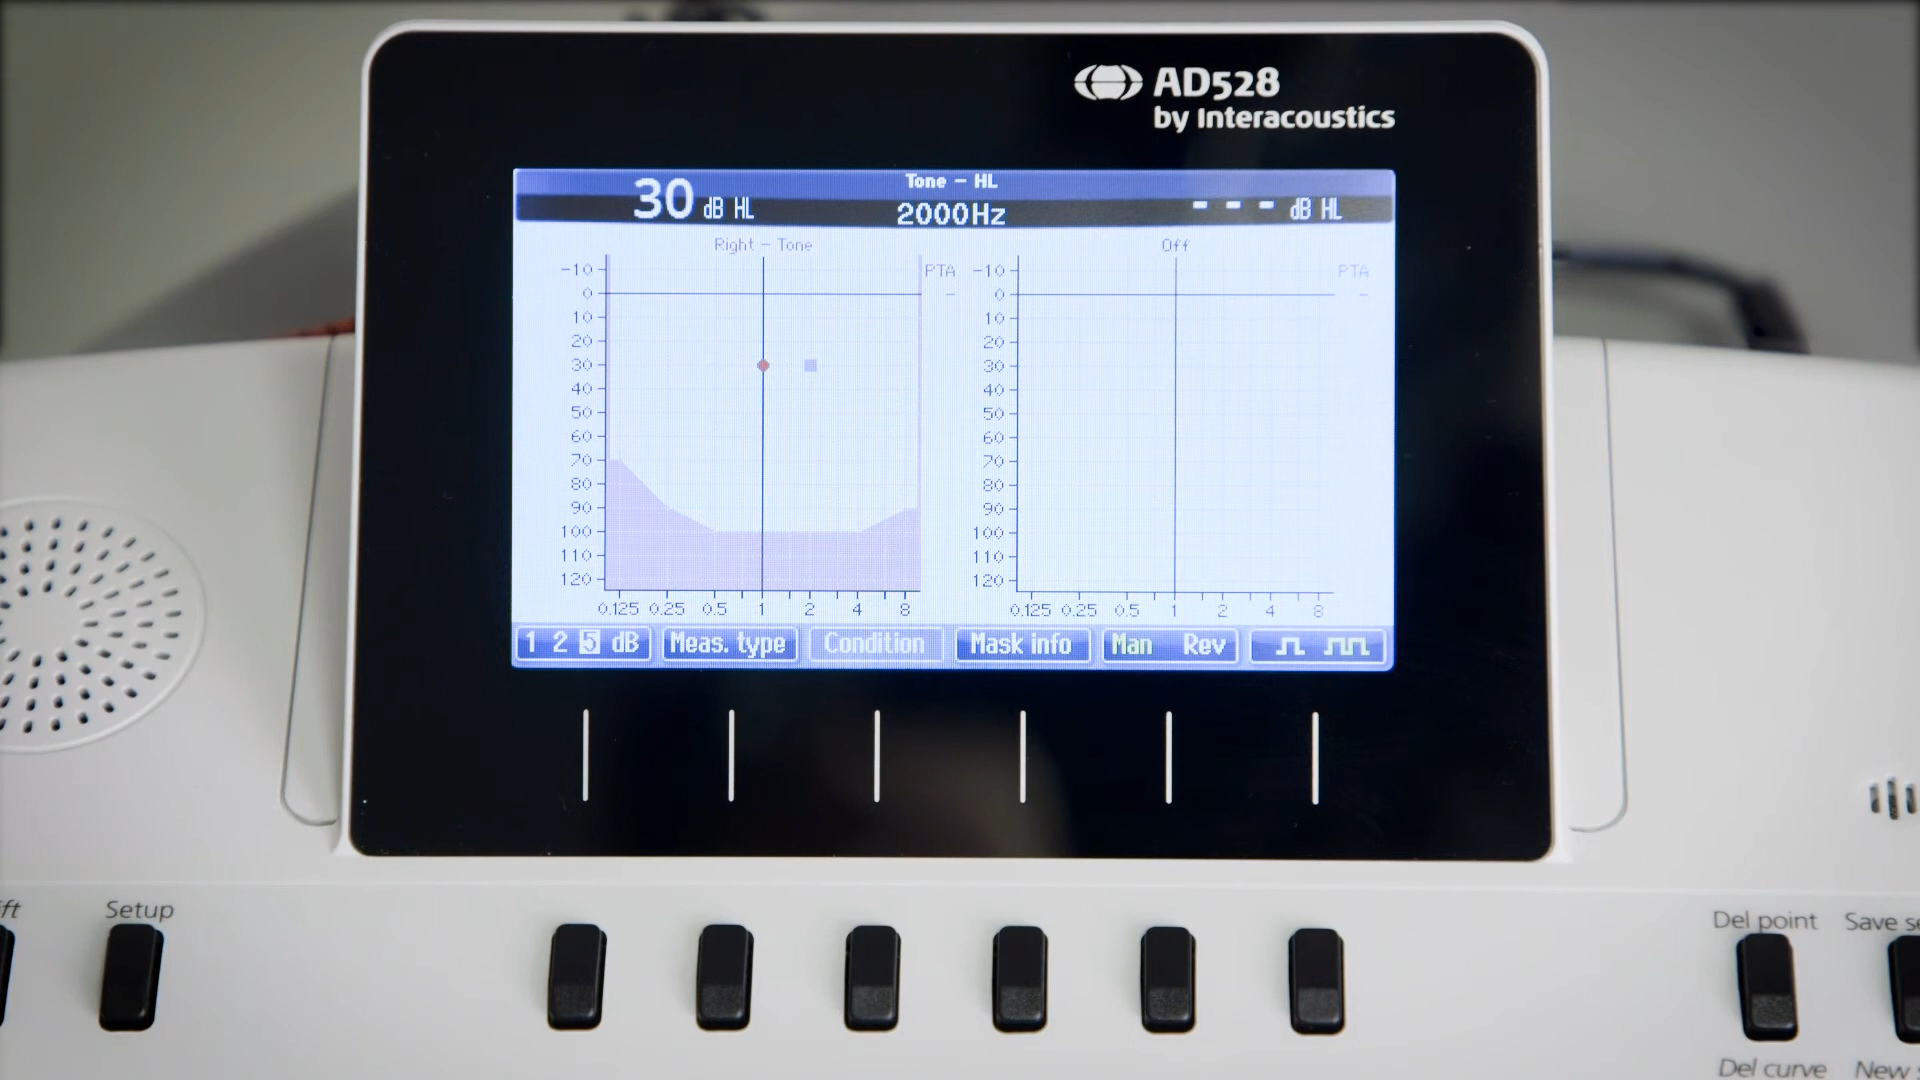 AD528
by Interacoustics
Tone - HL
30 dB HL
2000Hz
- - - dB HL
Right - Tone
Off
-10
0
10
20
30
40
50
60
70
80
90
100
110
120
PTA
-
0.125 0.25 0.5 1 2 4 8
-10
0
10
20
30
40
50
60
70
80
90
100
110
120
PTA
-
0.125 0.25 0.5 1 2 4 8
1 2 5 dB
Meas. type
Condition
Mask info
Man Rev
Setup
Del point
Save
Del curve
New